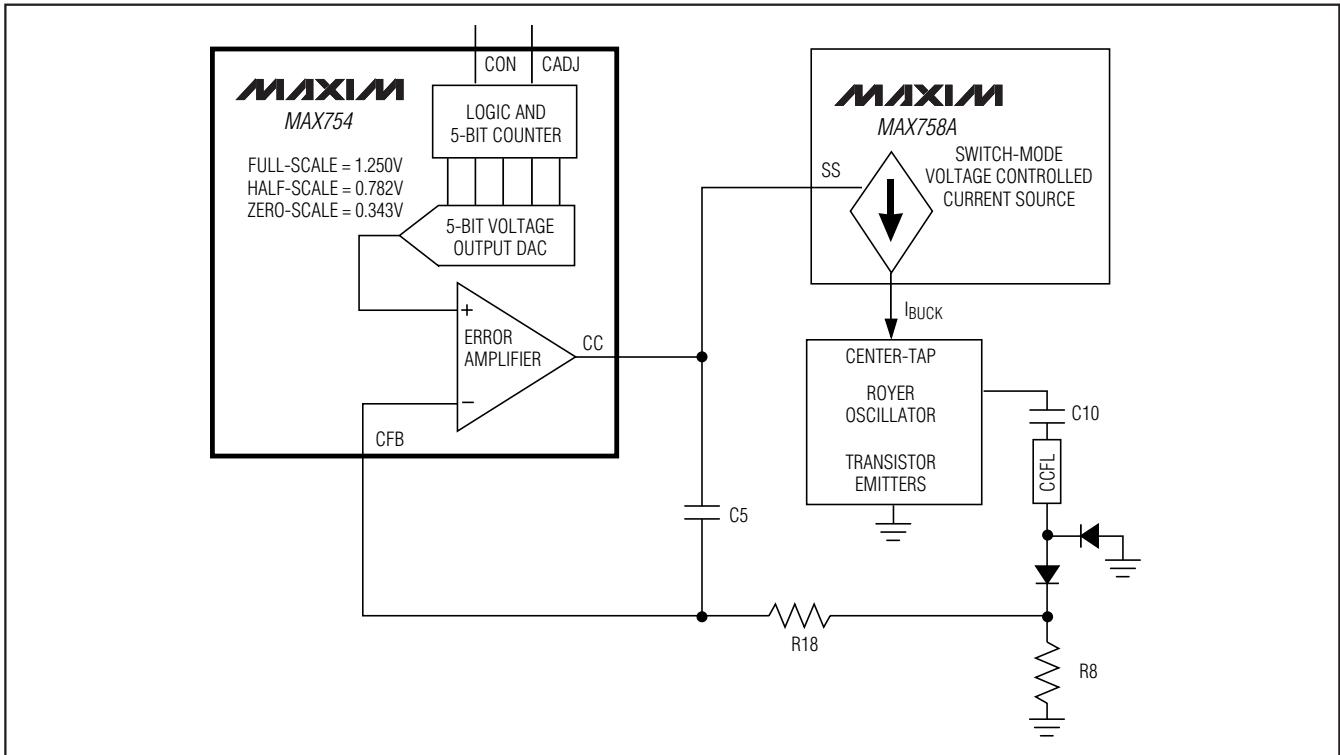 CON CADJ
MAXIM
MAX754
FULL-SCALE = 1.250V
HALF-SCALE = 0.782V
ZERO-SCALE = 0.343V
LOGIC AND
5-BIT COUNTER
5-BIT VOLTAGE
OUTPUT DAC
+
ERROR
AMPLIFIER
−
CC
CFB
MAXIM
MAX758A
SS
SWITCH-MODE
VOLTAGE CONTROLLED
CURRENT SOURCE
IBUCK
CENTER-TAP
ROYER
OSCILLATOR
TRANSISTOR
EMITTERS
C10
CCFL
C5
R18
R8